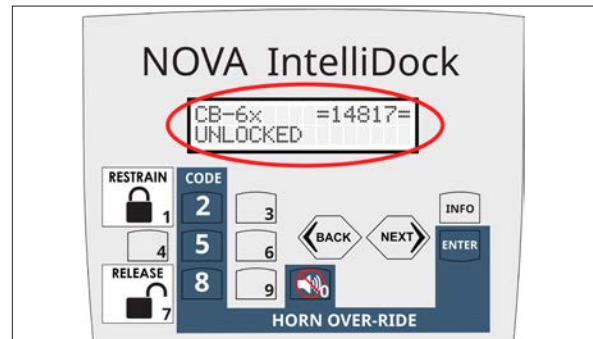 NOVA IntelliDock
CB-6x =14817=
UNLOCKED
RESTRAIN
1
CODE
2
3
4
5
6
BACK
NEXT
INFO
ENTER
RELEASE
7
8
9
0
HORN OVER-RIDE